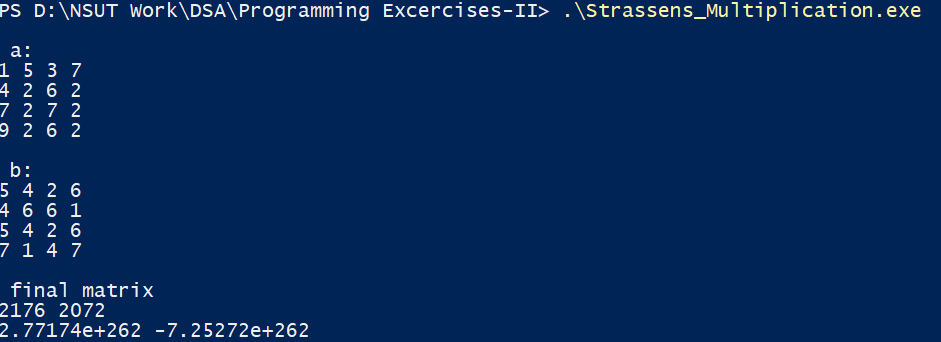 PS D:\NSUT Work\DSA\Programming Excercises-II> .\Strassens_Multiplication.exe
a:
1 5 3 7
4 2 6 2
7 2 7 2
9 2 6 2
b:
5 4 2 6
4 6 6 1
5 4 2 6
7 1 4 7
final matrix
2176 2072
2.77174e+262 -7.25272e+262